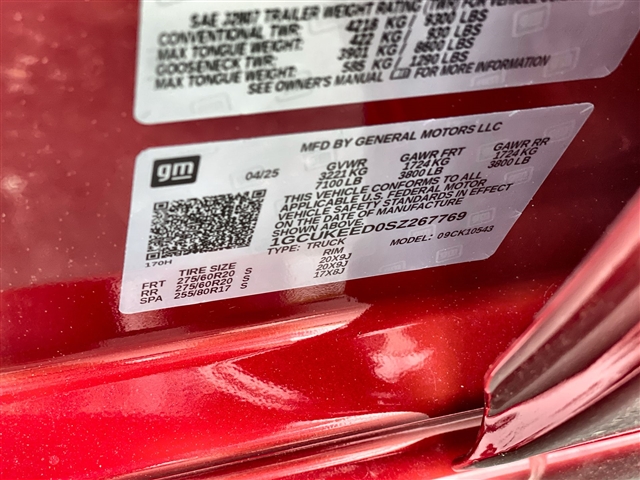 SAE J2807 TRAILER WEIGHT RATING (TWR) FOR VEHICLE
CONVENTIONAL TWR: 4218 KG / 9300 LBS
MAX TONGUE WEIGHT: 422 KG / 930 LBS
GOOSENECK TWR: 3901 KG / 8600 LBS
MAX TONGUE WEIGHT: 585 KG / 1290 LBS
SEE OWNER'S MANUAL FOR MORE INFORMATION
gm
MFD BY GENERAL MOTORS LLC
04/25 GVWR GAWR FRT GAWR RR
3221 KG 1724 KG 1724 KG
7100 LB 3800 LB 3800 LB
THIS VEHICLE CONFORMS TO ALL
APPLICABLE U.S. FEDERAL MOTOR
VEHICLE SAFETY STANDARDS IN EFFECT
ON THE DATE OF MANUFACTURE
SHOWN ABOVE.
1GCUKEED0SZ267769
TYPE: TRUCK MODEL: 09CK10543
170H
TIRE SIZE RIM
FRT 275/60R20 S 20X9J
RR 275/60R20 S 20X9J
SPA 255/80R17 S 17X8J